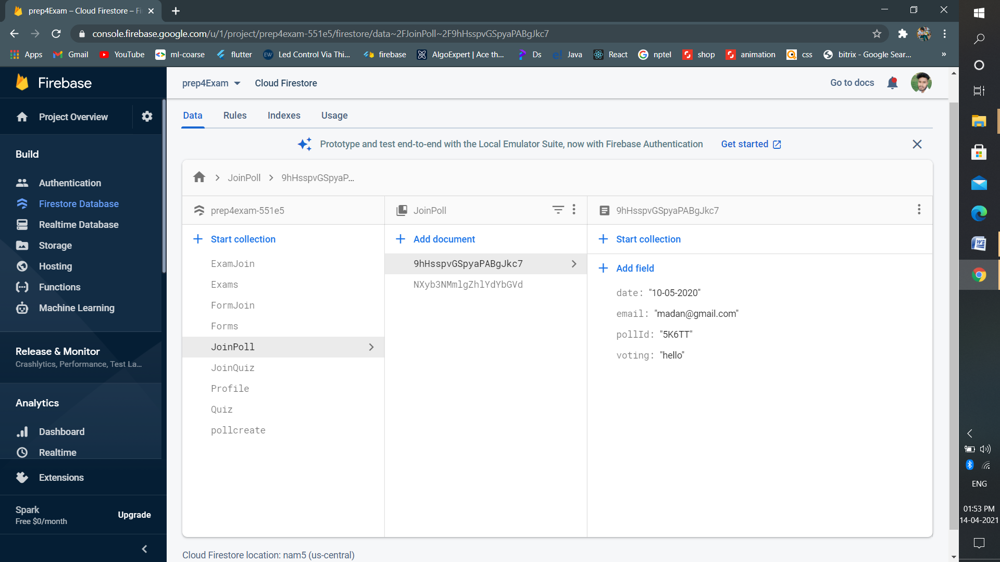 prep4Exam – Cloud Firestore – Fi
console.firebase.google.com/u/1/project/prep4exam-551e5/firestore/data~2FJoinPoll~2F9hHsspvGSpyaPABgJkc7
Apps Gmail YouTube ml-coarse flutter Led Control Via Thi... firebase AlgoExpert | Ace th... Ds Java React nptel shop animation css bitrix - Google Sear... »
Firebase
prep4Exam Cloud Firestore Go to docs
Project Overview
Data Rules Indexes Usage
Prototype and test end-to-end with the Local Emulator Suite, now with Firebase Authentication Get started
Build
Authentication
Firestore Database
Realtime Database
Storage
Hosting
Functions
Machine Learning
Release & Monitor
Crashlytics, Performance, Test La...
Analytics
Dashboard
Realtime
Extensions
Spark
Free $0/month
Upgrade
JoinPoll 9hHsspvGSpyaP...
prep4exam-551e5
Start collection
ExamJoin
Exams
FormJoin
Forms
JoinPoll
JoinQuiz
Profile
Quiz
pollcreate
JoinPoll
Add document
9hHsspvGSpyaPABgJkc7
NXyb3NMmlgZhlYdYbGVd
9hHsspvGSpyaPABgJkc7
Start collection
Add field
date: "10-05-2020"
email: "madan@gmail.com"
pollId: "5K6TT"
voting: "hello"
Cloud Firestore location: nam5 (us-central)
ENG
01:53 PM
14-04-2021